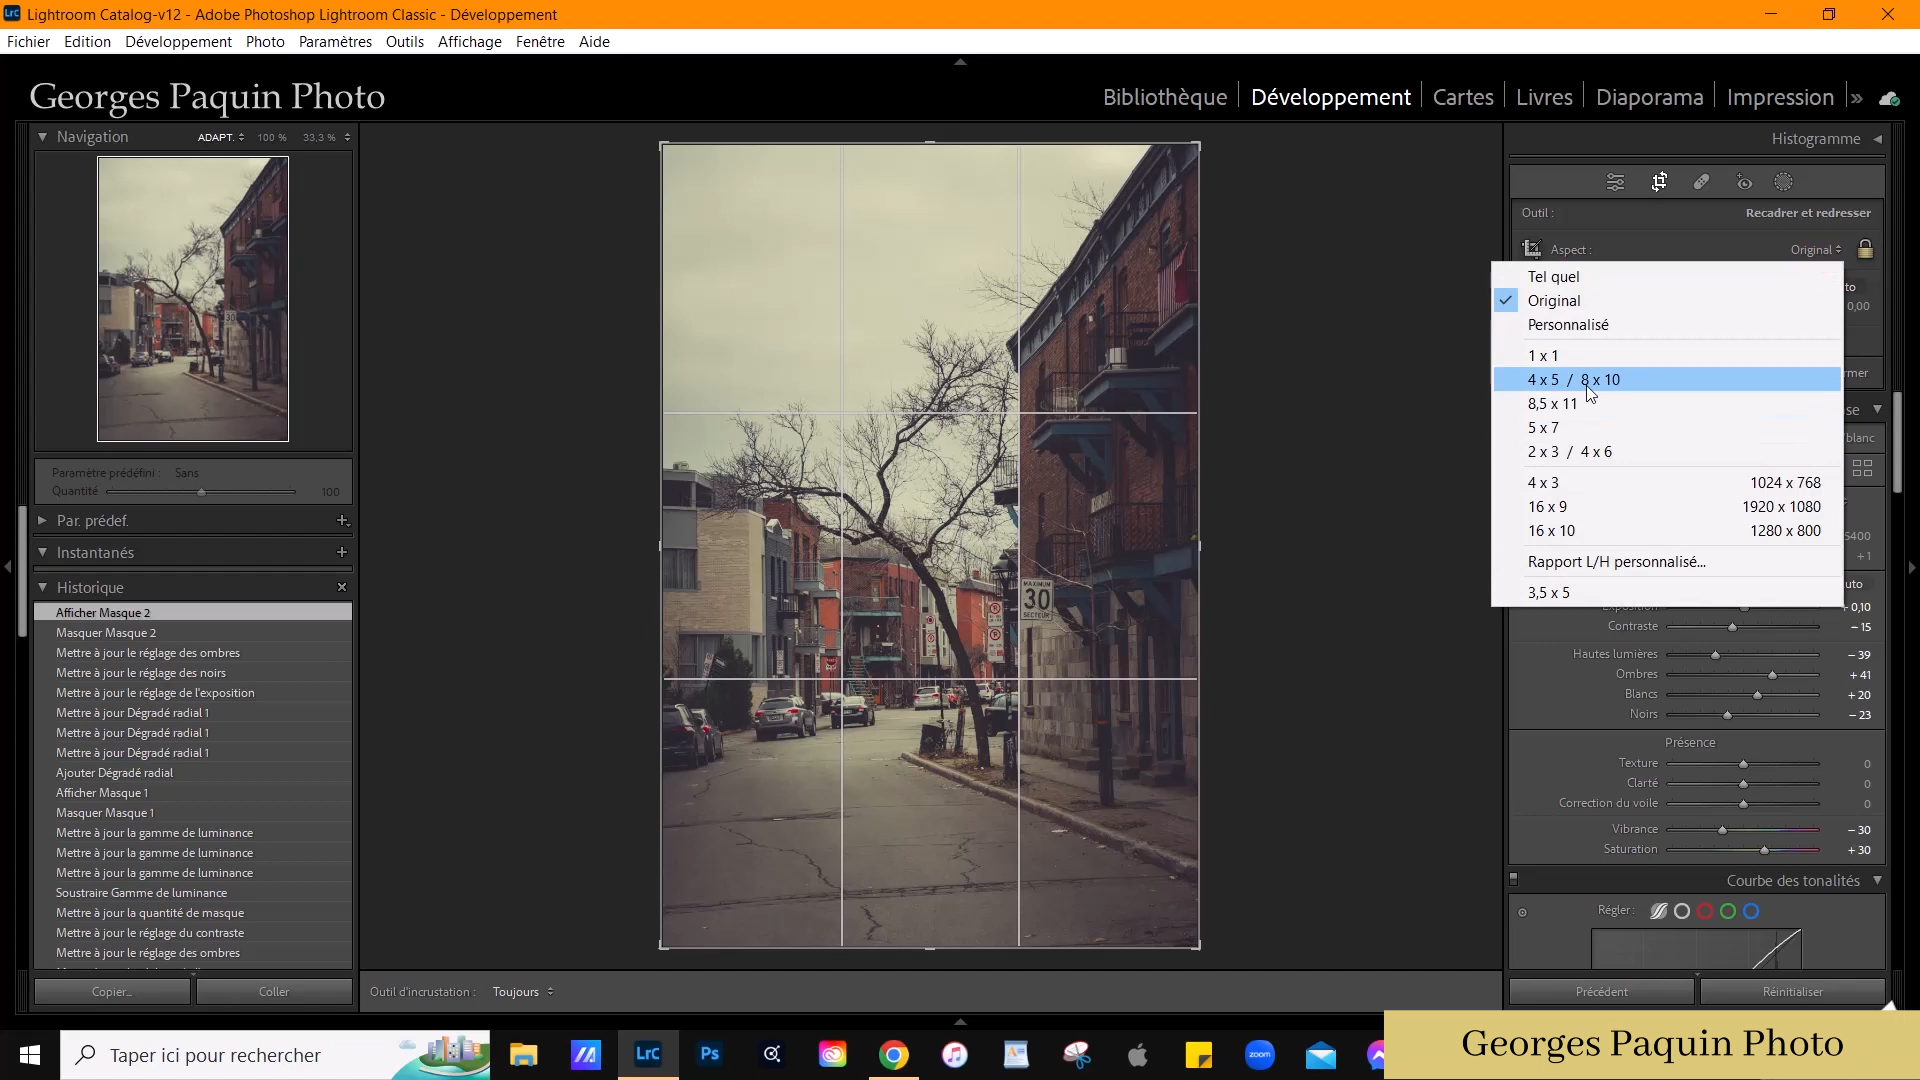 Lightroom Catalog-v12 - Adobe Photoshop Lightroom Classic - Développement
Fichier Edition Développement Photo Paramètres Outils Affichage Fenêtre Aide
Georges Paquin Photo
Bibliothèque Développement Cartes Livres Diaporama Impression
Navigation ADAPT. 100 % 33,3 %
Histogramme
Outil : Recadrer et redresser
Aspect : Original
Tel quel
Original
Personnalisé
0,00
1 x 1
4 x 5 / 8 x 10
8,5 x 11
5 x 7
2 x 3 / 4 x 6
4 x 3 1024 x 768
16 x 9 1920 x 1080
16 x 10 1280 x 800
Rapport L/H personnalisé...
3,5 x 5
blanc
5400
+ 1
Paramètre prédéfini : Sans
Quantité 100
Par. prédef.
Instantanés
Historique
Afficher Masque 2
Masquer Masque 2
Mettre à jour le réglage des ombres
Mettre à jour le réglage des noirs
Mettre à jour le réglage de l'exposition
Mettre à jour Dégradé radial 1
Mettre à jour Dégradé radial 1
Mettre à jour Dégradé radial 1
Ajouter Dégradé radial
Afficher Masque 1
Masquer Masque 1
Mettre à jour la gamme de luminance
Mettre à jour la gamme de luminance
Mettre à jour la gamme de luminance
Soustraire Gamme de luminance
Mettre à jour la quantité de masque
Mettre à jour le réglage du contraste
Mettre à jour le réglage des ombres
Copier... Coller
MAXIMUM
30
SECTEUR
Exposition + 0,10
Contraste – 15
Hautes lumières – 39
Ombres + 41
Blancs + 20
Noirs – 23
Présence
Texture 0
Clarté 0
Correction du voile 0
Vibrance – 30
Saturation + 30
Courbe des tonalités
Régler :
Outil d'incrustation : Toujours
Précédent Réinitialiser
Taper ici pour rechercher
LrC
Ps
zoom
Georges Paquin Photo